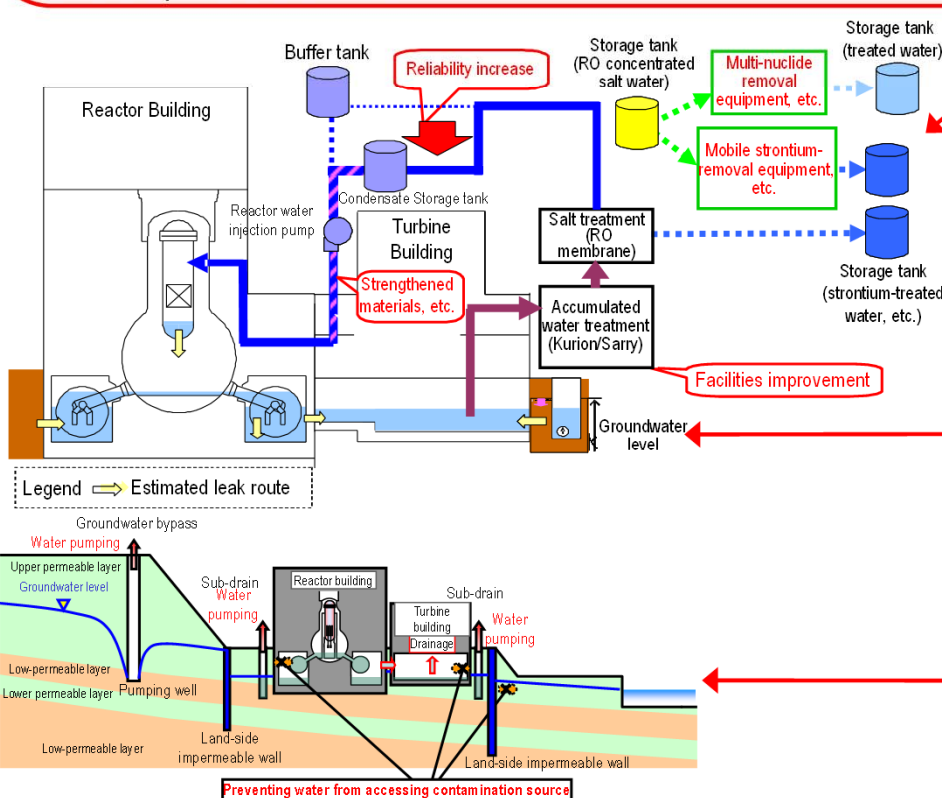 Buffer tank
Reliability increase
Storage tank
(RO concentrated
salt water)
Multi-nuclide
removal
equipment, etc.
Storage tank
(treated water)
Reactor Building
Mobile strontium-
removal equipment,
etc.
Condensate Storage tank
Reactor water
injection pump
Turbine
Building
Salt treatment
(RO
membrane)
Strengthened
materials, etc.
Storage tank
(strontium-treated
water, etc.)
Accumulated
water treatment
(Kurion/Sarry)
Facilities improvement
Groundwater
level
Legend
Estimated leak route
Groundwater bypass
Water pumping
Upper permeable layer
Groundwater level
Sub-drain
Water
pumping
Reactor building
Sub-drain
Water
pumping
Turbine
building
Drainage
Low-permeable layer
Lower permeable layer
Pumping well
Low-permeable layer
Land-side
impermeable wall
Land-side impermeable wall
Preventing water from accessing contamination source